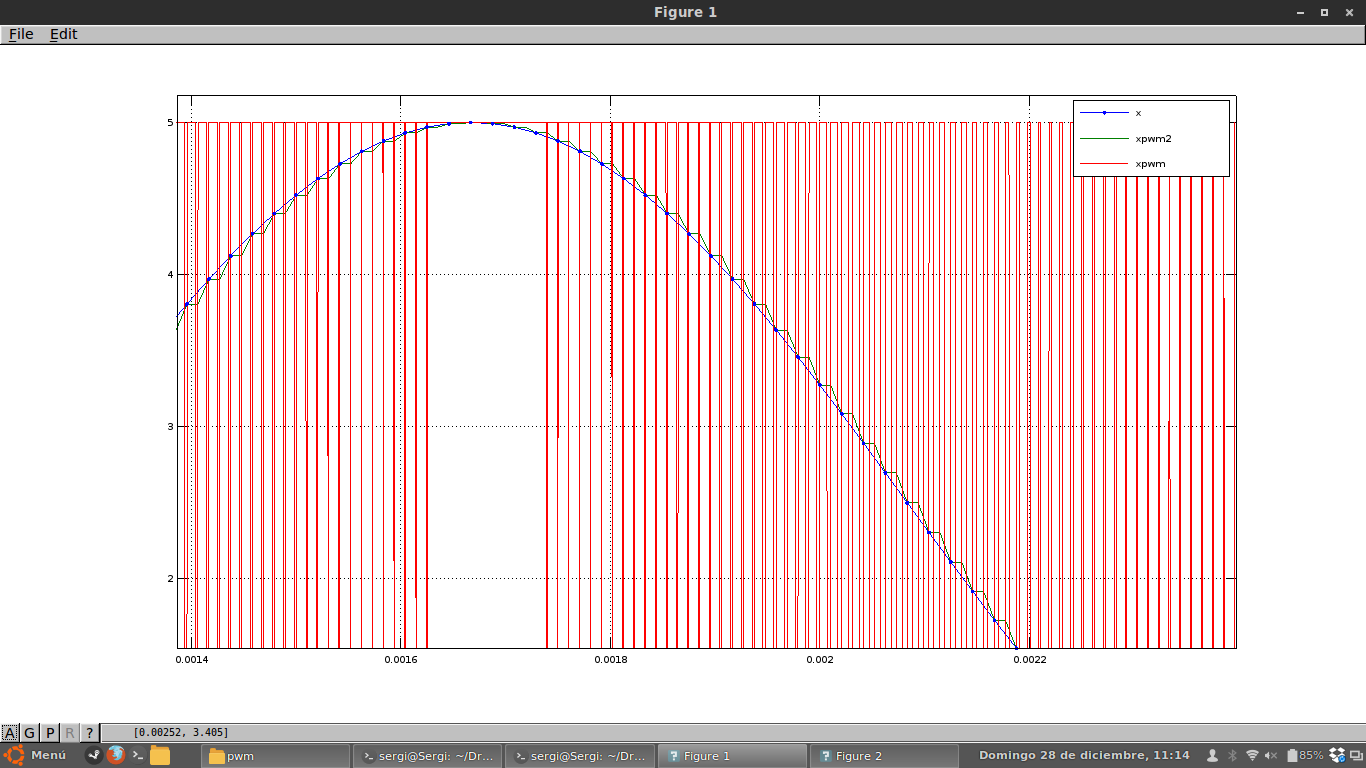 Figure 1
File Edit
x
xpwm2
xpwm
5
4
3
2
0.0014 0.0016 0.0018 0.002 0.0022
A G P R ? [0.00252, 3.405]
Menú pwm sergi@Sergi: ~/Dr... sergi@Sergi: ~/Dr... Figure 1 Figure 2 Domingo 28 de diciembre, 11:14 85%